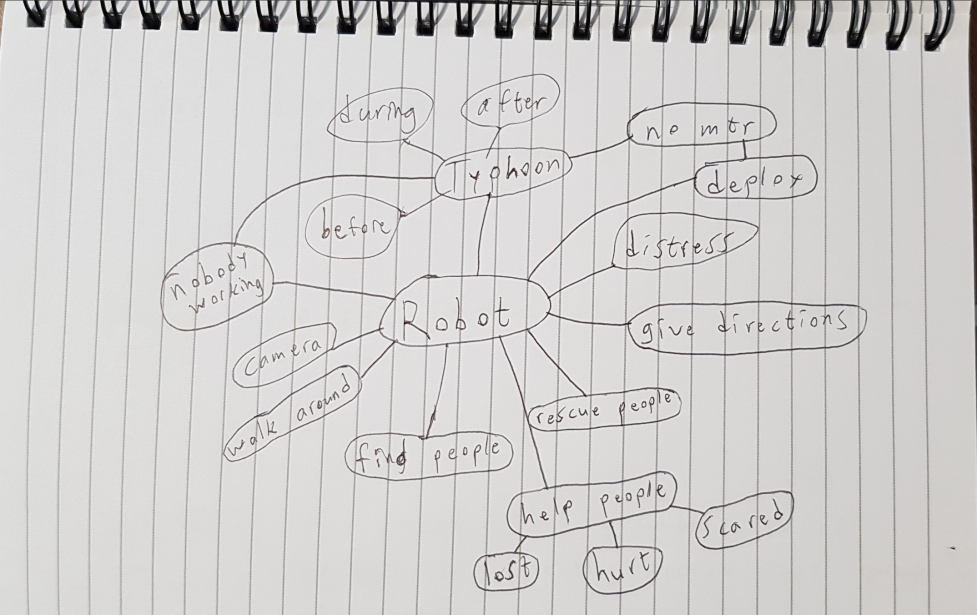 during
after
no mtr
Typhoon
deploy
before
distress
nobody
working
Robot
give directions
camera
walk around
rescue people
find people
help people
scared
lost
hurt